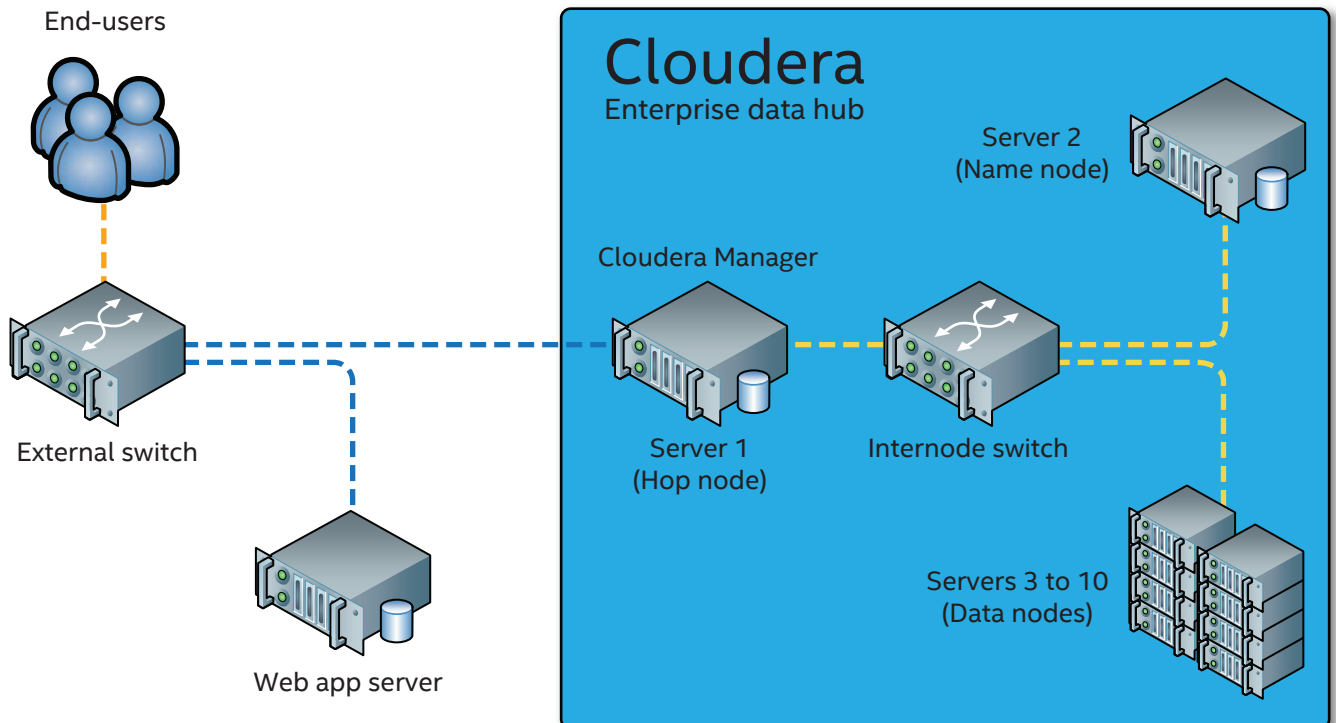 End-users
Cloudera
Enterprise data hub
Server 2
(Name node)
Cloudera Manager
External switch
Server 1
(Hop node)
Internode switch
Servers 3 to 10
(Data nodes)
Web app server